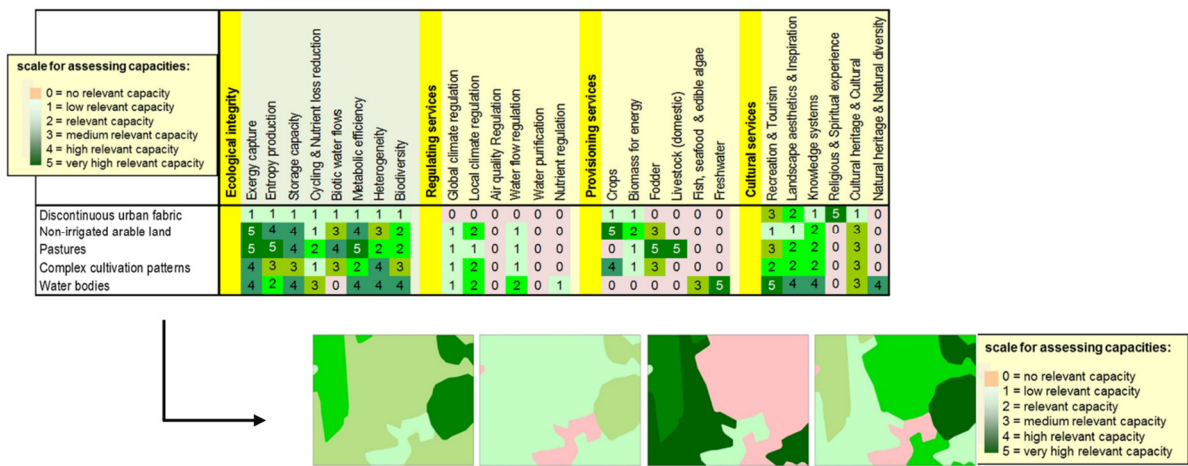 scale for assessing capacities:
0 = no relevant capacity
1 = low relevant capacity
2 = relevant capacity
3 = medium relevant capacity
4 = high relevant capacity
5 = very high relevant capacity
Ecological integrity
Exergy capture
Entropy production
Storage capacity
Cycling & Nutrient loss reduction
Biotic water flows
Metabolic efficiency
Heterogeneity
Biodiversity
Regulating services
Global climate regulation
Local climate regulation
Air quality Regulation
Water flow regulation
Water purification
Nutrient regulation
Provisioning services
Crops
Biomass for energy
Fodder
Livestock (domestic)
Fish, seafood & edible algae
Freshwater
Cultural services
Recreation & Tourism
Landscape aesthetics & Inspiration
Knowledge systems
Religious & Spiritual experience
Cultural heritage & Cultural
Natural heritage & Natural diversity
Discontinuous urban fabric 1 1 1 1 1 1 1 1 0 0 0 0 0 0 1 1 0 0 0 0 3 2 1 5 1 0
Non-irrigated arable land 5 4 4 1 3 4 3 2 1 2 0 1 0 0 5 2 3 0 0 0 1 1 2 0 3 0
Pastures 5 5 4 2 4 5 2 2 1 1 0 1 0 0 0 1 5 5 0 0 3 2 2 0 3 0
Complex cultivation patterns 4 3 3 1 3 2 4 3 1 2 0 1 0 0 4 1 3 0 0 0 2 2 2 0 3 0
Water bodies 4 2 4 3 0 4 4 4 1 2 0 2 0 1 0 0 0 0 3 5 5 4 4 0 3 4
scale for assessing capacities:
0 = no relevant capacity
1 = low relevant capacity
2 = relevant capacity
3 = medium relevant capacity
4 = high relevant capacity
5 = very high relevant capacity